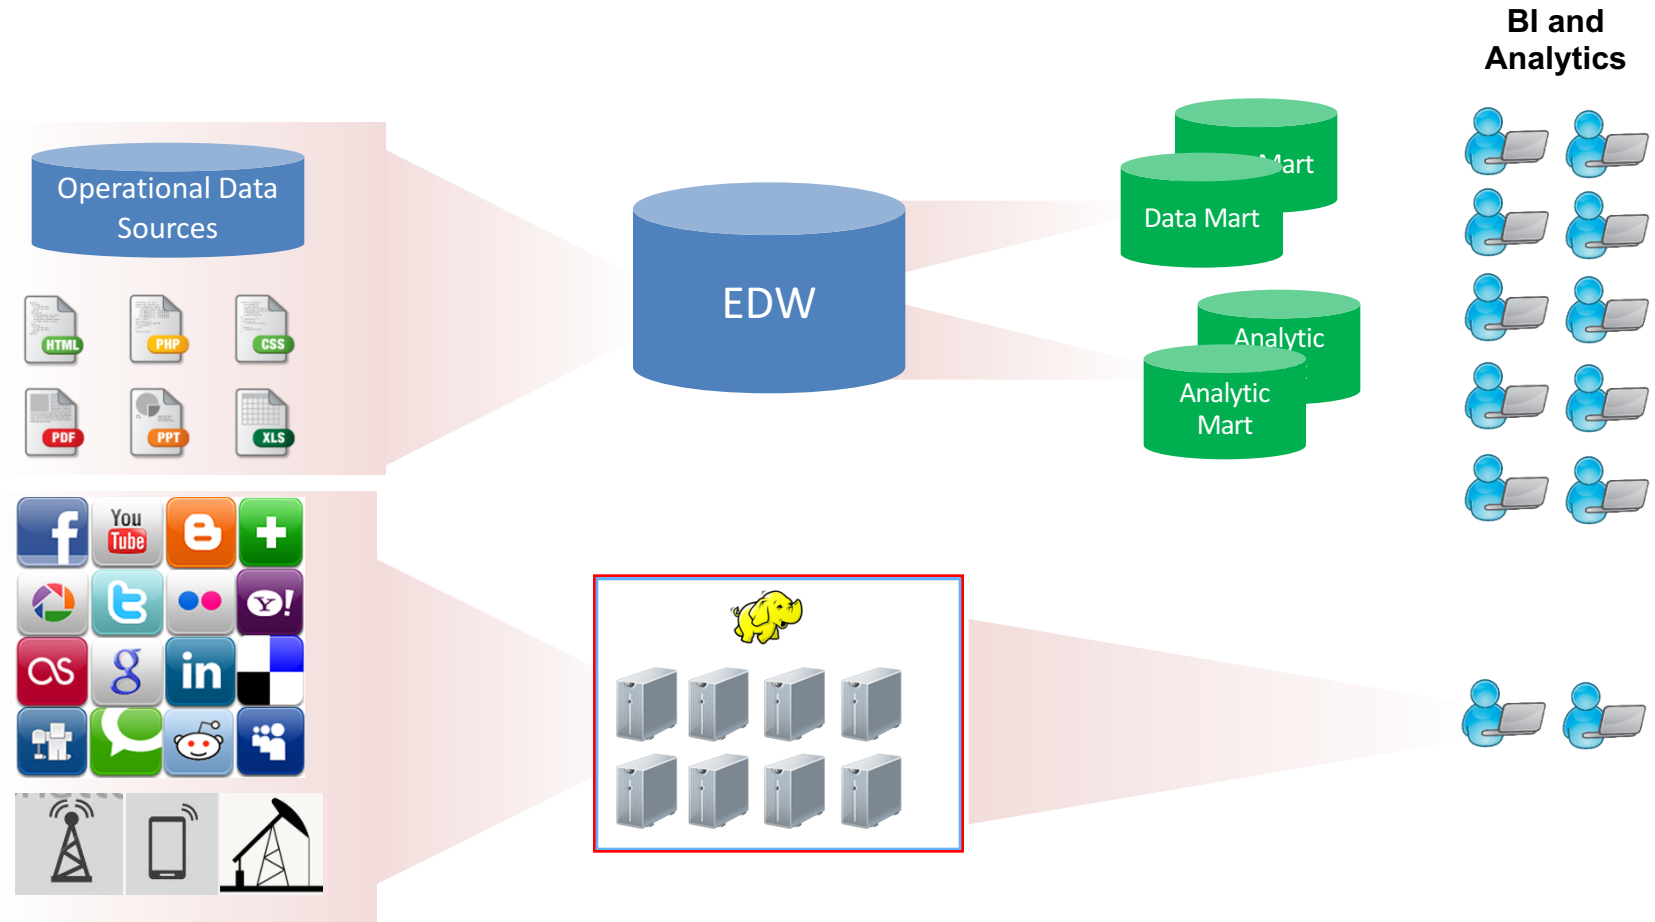 BI and
Analytics
Operational Data
Sources
HTML
PHP
CSS
PDF
PPT
XLS
EDW
Mart
Data Mart
Analytic
Analytic
Mart
f
You
Tube
B
t
Y!
g
in